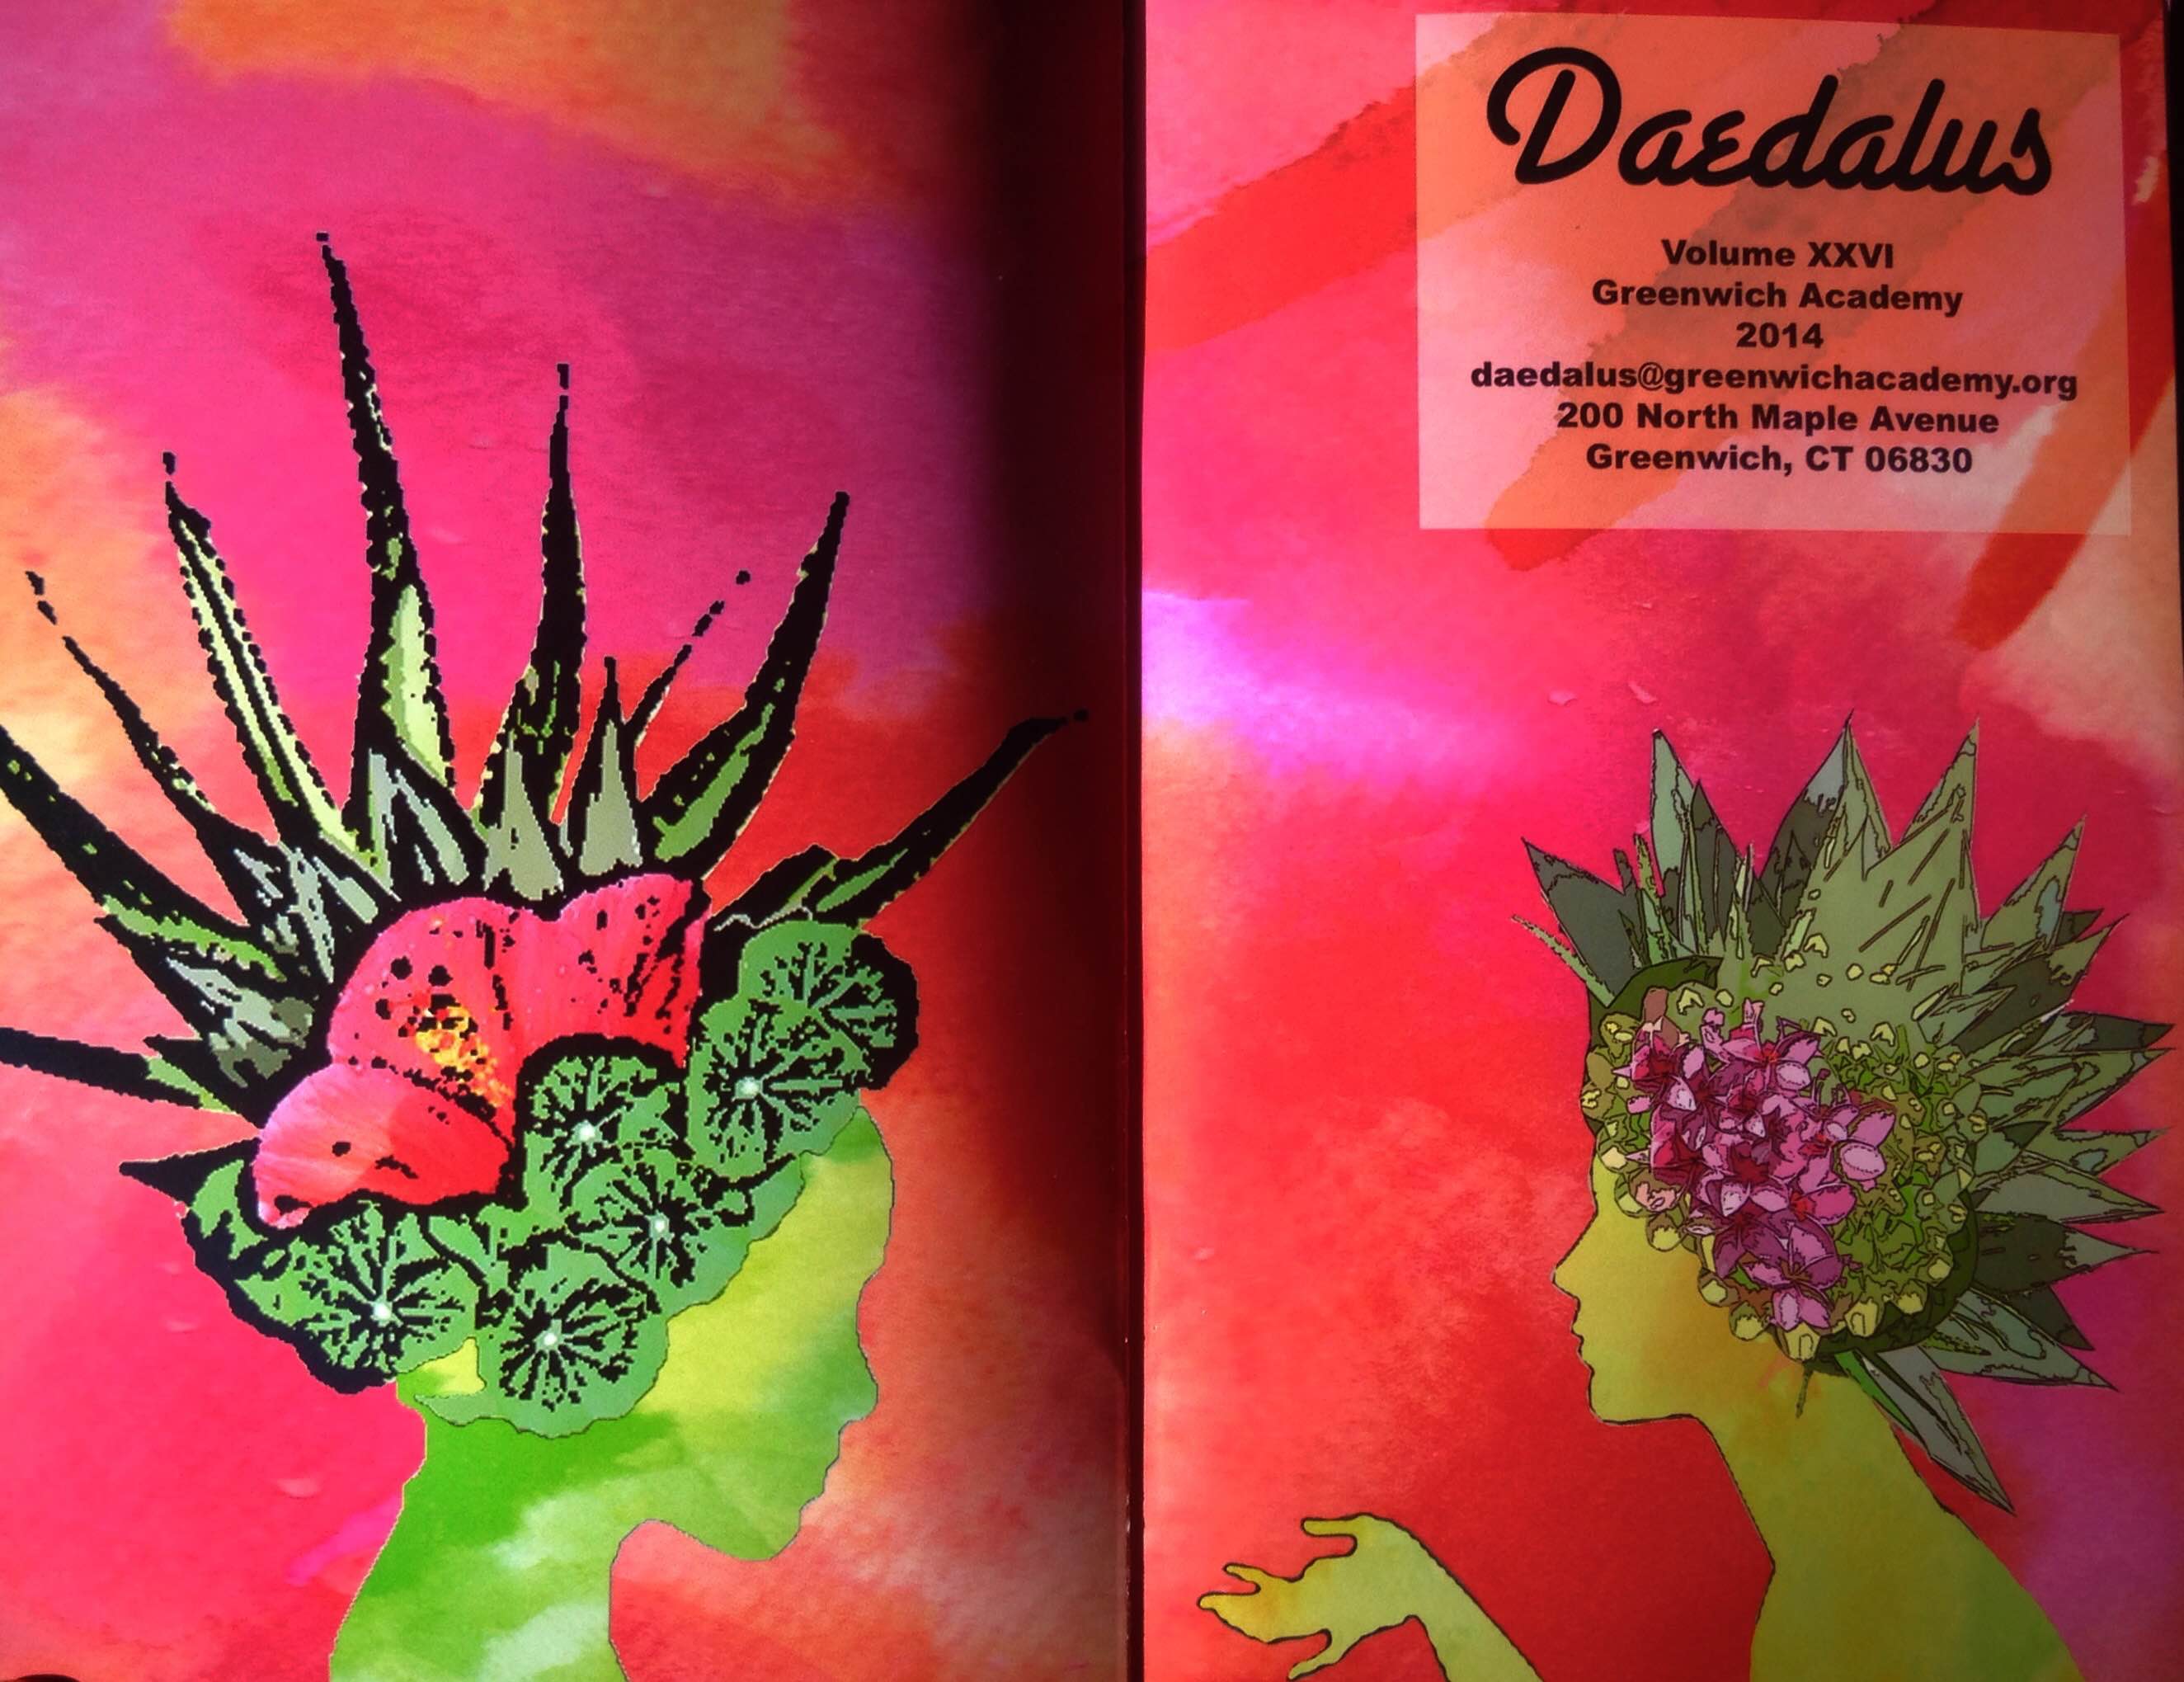 Daedalus
Volume XXVI
Greenwich Academy
2014
daedalus@greenwichacademy.org
200 North Maple Avenue
Greenwich, CT 06830